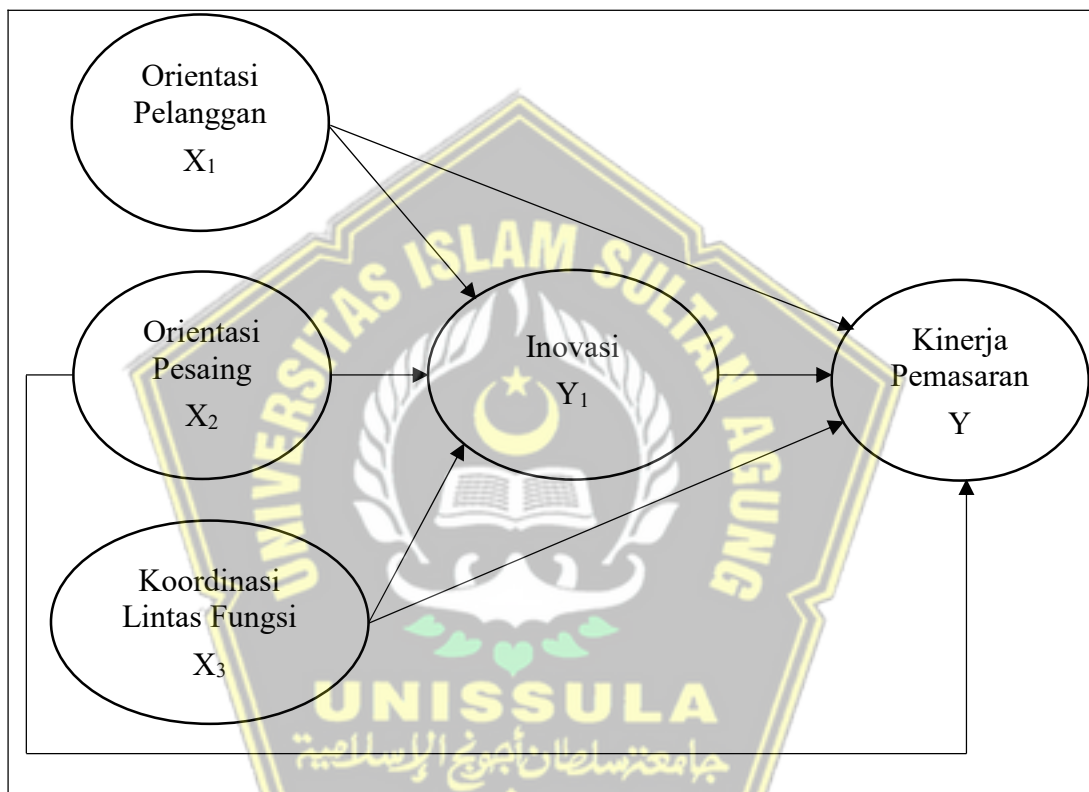 Orientasi
Pelanggan
X₁
Orientasi
Pesaing
X₂
Koordinasi
Lintas Fungsi
X₃
Inovasi
Y₁
Kinerja
Pemasaran
Y
UNIVERSITAS ISLAM SULTAN AGUNG
UNISSULA
جامعة سلطان أجونج الإسلامية